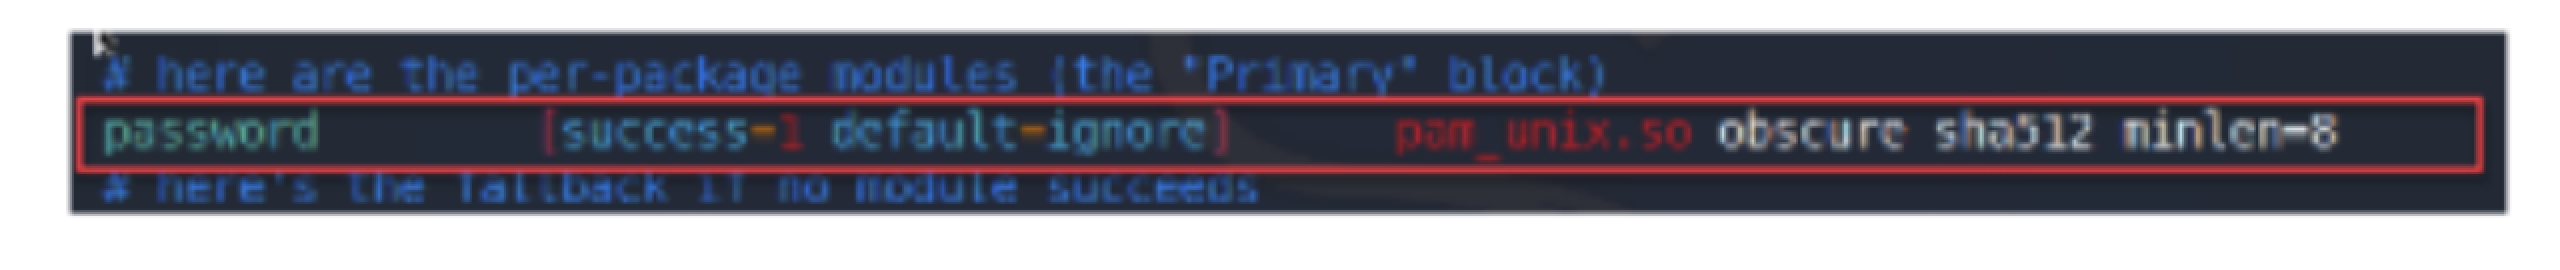 # here are the per-package modules (the "Primary" block)
password [success=1 default=ignore] pam_unix.so obscure sha512 minlen=8
# here's the fallback if no module succeeds